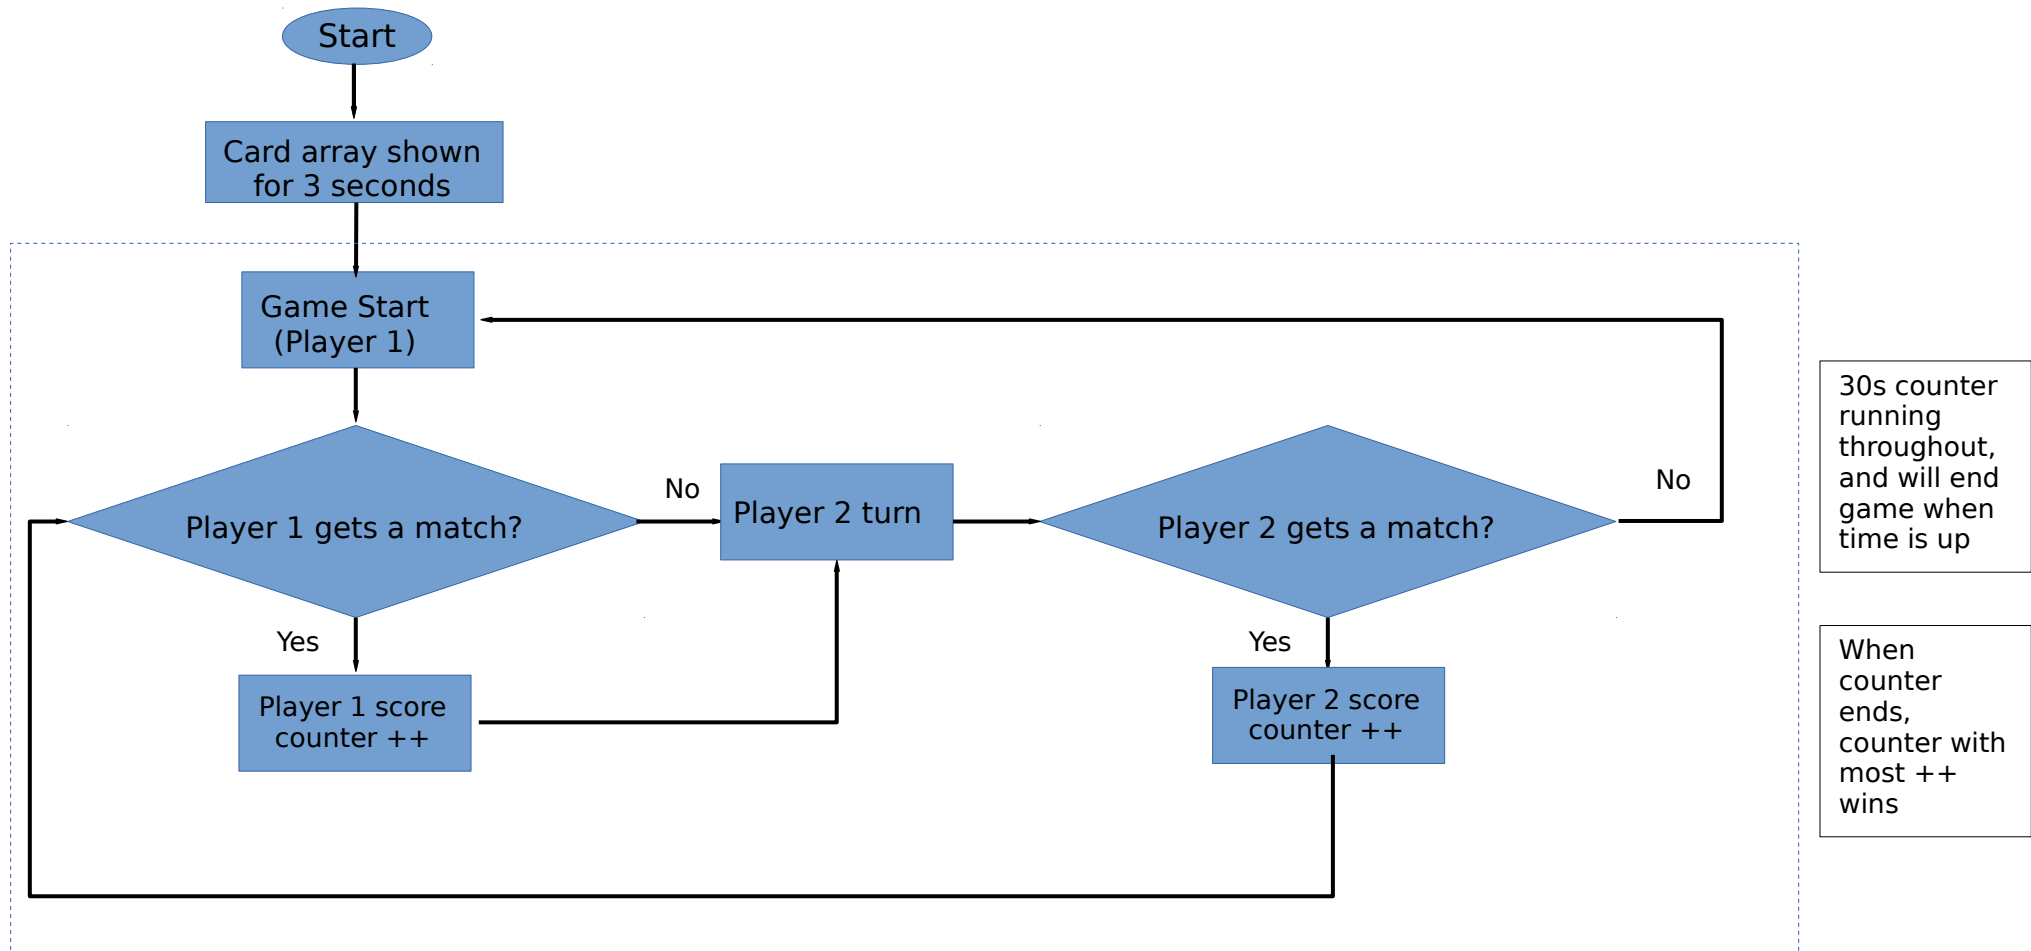 Start
Card array shown
for 3 seconds
Game Start
(Player 1)
Player 1 gets a match?
No
Player 2 turn
Player 2 gets a match?
No
Yes
Player 1 score
counter ++
Yes
Player 2 score
counter ++
30s counter
running
throughout,
and will end
game when
time is up
When
counter
ends,
counter with
most ++
wins